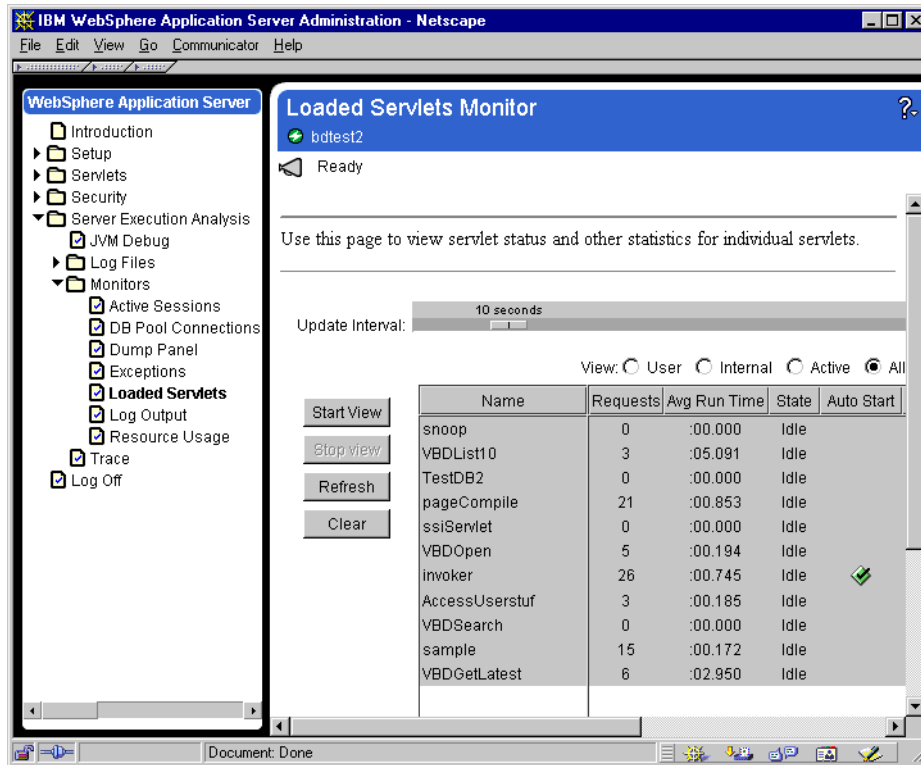 IBM WebSphere Application Server Administration - Netscape
File Edit View Go Communicator Help
WebSphere Application Server
Introduction
Setup
Servlets
Security
Server Execution Analysis
JVM Debug
Log Files
Monitors
Active Sessions
DB Pool Connections
Dump Panel
Exceptions
Loaded Servlets
Log Output
Resource Usage
Trace
Log Off
Loaded Servlets Monitor
?
bdtest2
Ready
Use this page to view servlet status and other statistics for individual servlets.
10 seconds
Update Interval:
View: User Internal Active All
Start View
Stop view
Refresh
Clear
Name Requests Avg Run Time State Auto Start
snoop 0 :00.000 Idle
VBDList10 3 :05.091 Idle
TestDB2 0 :00.000 Idle
pageCompile 21 :00.853 Idle
ssiServlet 0 :00.000 Idle
VBDOpen 5 :00.194 Idle
invoker 26 :00.745 Idle
AccessUserstuf 3 :00.185 Idle
VBDSearch 0 :00.000 Idle
sample 15 :00.172 Idle
VBDGetLatest 6 :02.950 Idle
Document: Done